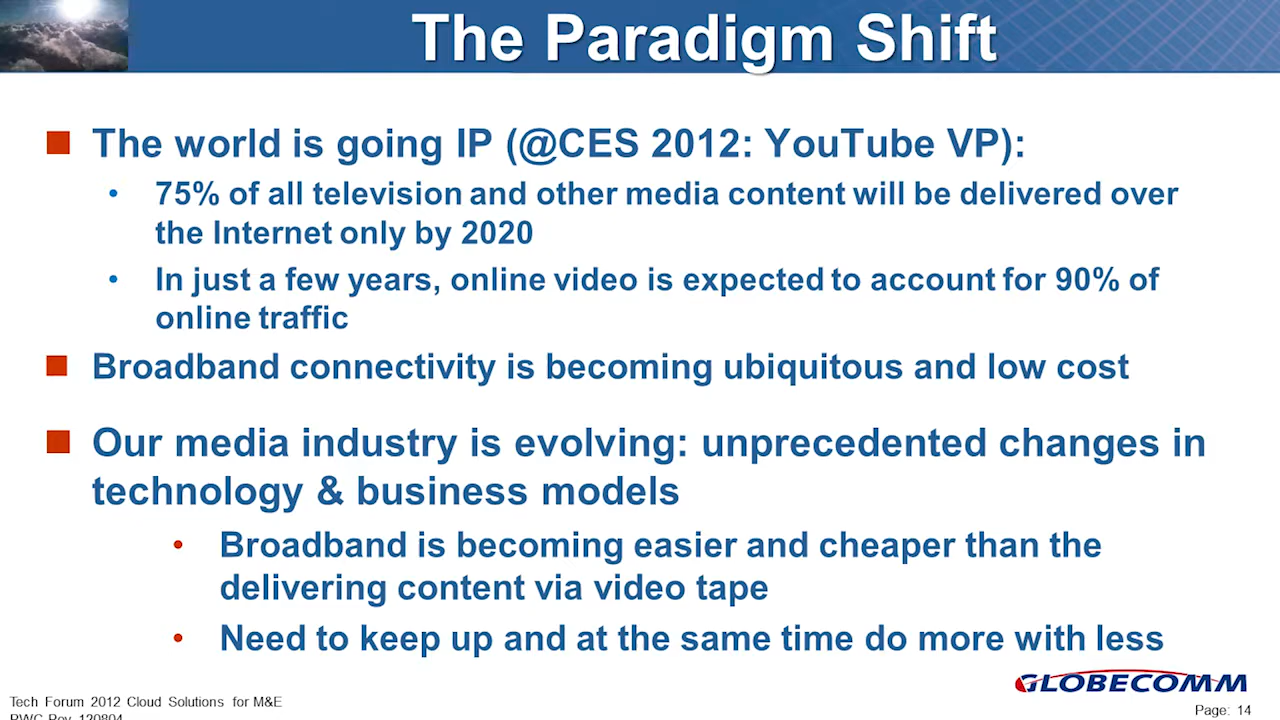 The Paradigm Shift
The world is going IP (@CES 2012: YouTube VP):
75% of all television and other media content will be delivered over
the Internet only by 2020
In just a few years, online video is expected to account for 90% of
online traffic
Broadband connectivity is becoming ubiquitous and low cost
Our media industry is evolving: unprecedented changes in
technology & business models
Broadband is becoming easier and cheaper than the
delivering content via video tape
Need to keep up and at the same time do more with less
GLOBECOMM
Tech Forum 2012 Cloud Solutions for M&E
RWC Rev 120804
Page: 14